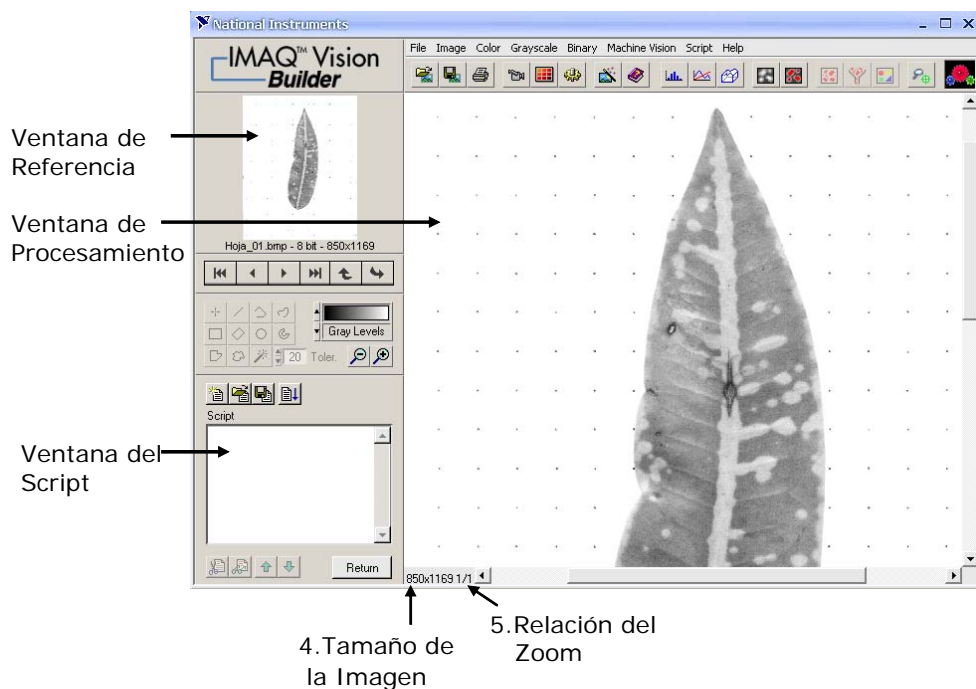 National Instruments
IMAQ™ Vision
Builder
File Image Color Grayscale Binary Machine Vision Script Help
Ventana de
Referencia
Ventana de
Procesamiento
Hoja_01.bmp - 8 bit - 850x1169
Gray Levels
20 Toler.
Script
Ventana del
Script
Return
850x1169 1/1
4.Tamaño de
la Imagen
5.Relación del
Zoom